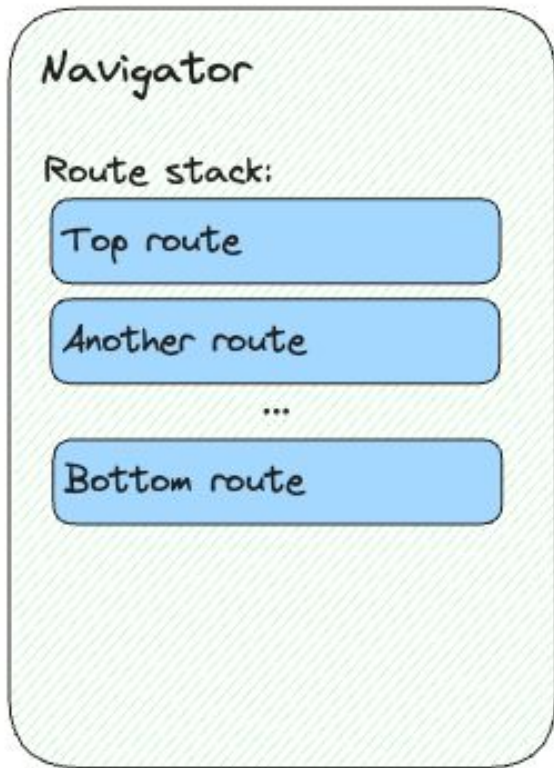 Navigator
Route stack:
Top route
Another route
...
Bottom route